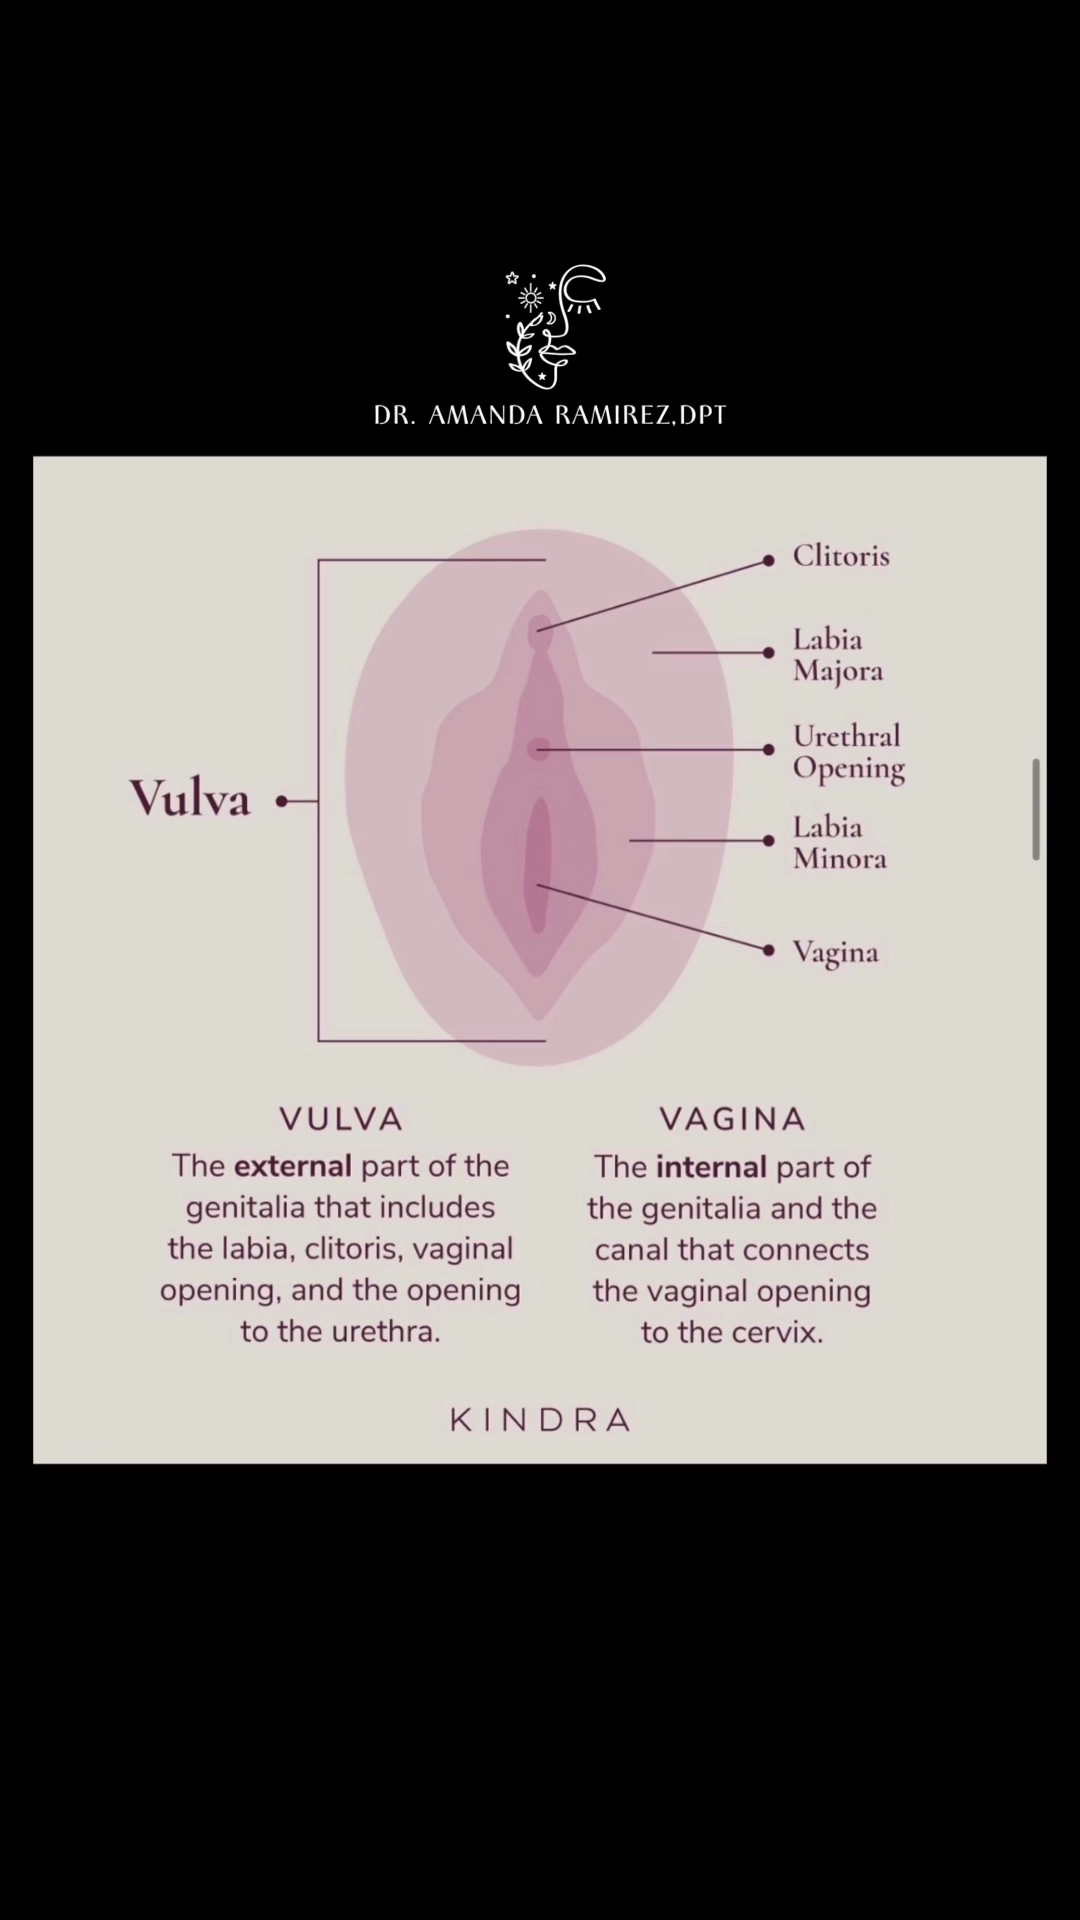 DR. AMANDA RAMIREZ,DPT
Clitoris
Labia
Majora
Urethral
Opening
Vulva
Labia
Minora
Vagina
VULVA
The external part of the
genitalia that includes
the labia, clitoris, vaginal
opening, and the opening
to the urethra.
VAGINA
The internal part of
the genitalia and the
canal that connects
the vaginal opening
to the cervix.
KINDRA